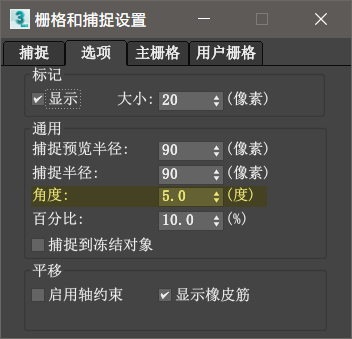 3 栅格和捕捉设置
捕捉 选项 主栅格 用户栅格
标记
显示 大小: 20 (像素)
通用
捕捉预览半径: 90 (像素)
捕捉半径: 90 (像素)
角度: 5.0 (度)
百分比: 10.0 (%)
捕捉到冻结对象
平移
启用轴约束 显示橡皮筋